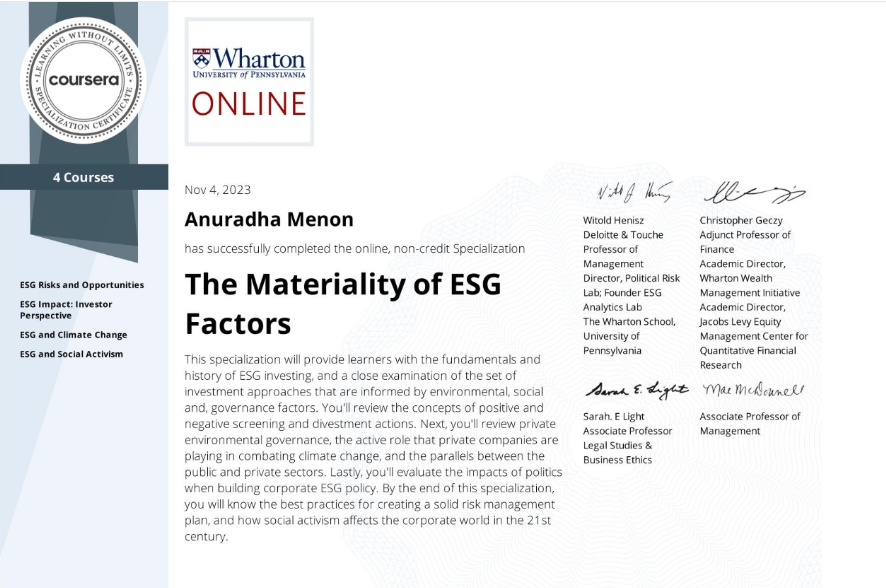 LEARNING WITHOUT LIMITS
coursera
SPECIALIZATION CERTIFICATE
4 Courses
ESG Risks and Opportunities
ESG Impact: Investor
Perspective
ESG and Climate Change
ESG and Social Activism
Wharton
UNIVERSITY of PENNSYLVANIA
ONLINE
Nov 4, 2023
Anuradha Menon
has successfully completed the online, non-credit Specialization
The Materiality of ESG
Factors
This specialization will provide learners with the fundamentals and
history of ESG investing, and a close examination of the set of
investment approaches that are informed by environmental, social
and, governance factors. You'll review the concepts of positive and
negative screening and divestment actions. Next, you'll review private
environmental governance, the active role that private companies are
playing in combating climate change, and the parallels between the
public and private sectors. Lastly, you'll evaluate the impacts of politics
when building corporate ESG policy. By the end of this specialization,
you will know the best practices for creating a solid risk management
plan, and how social activism affects the corporate world in the 21st
century.
Witold Henisz
Deloitte & Touche
Professor of
Management
Director, Political Risk
Lab; Founder ESG
Analytics Lab
The Wharton School,
University of
Pennsylvania
Christopher Geczy
Adjunct Professor of
Finance
Academic Director,
Wharton Wealth
Management Initiative
Academic Director,
Jacobs Levy Equity
Management Center for
Quantitative Financial
Research
Sarah E. Light
Sarah. E Light
Associate Professor
Legal Studies &
Business Ethics
Mae McDonnell
Associate Professor of
Management